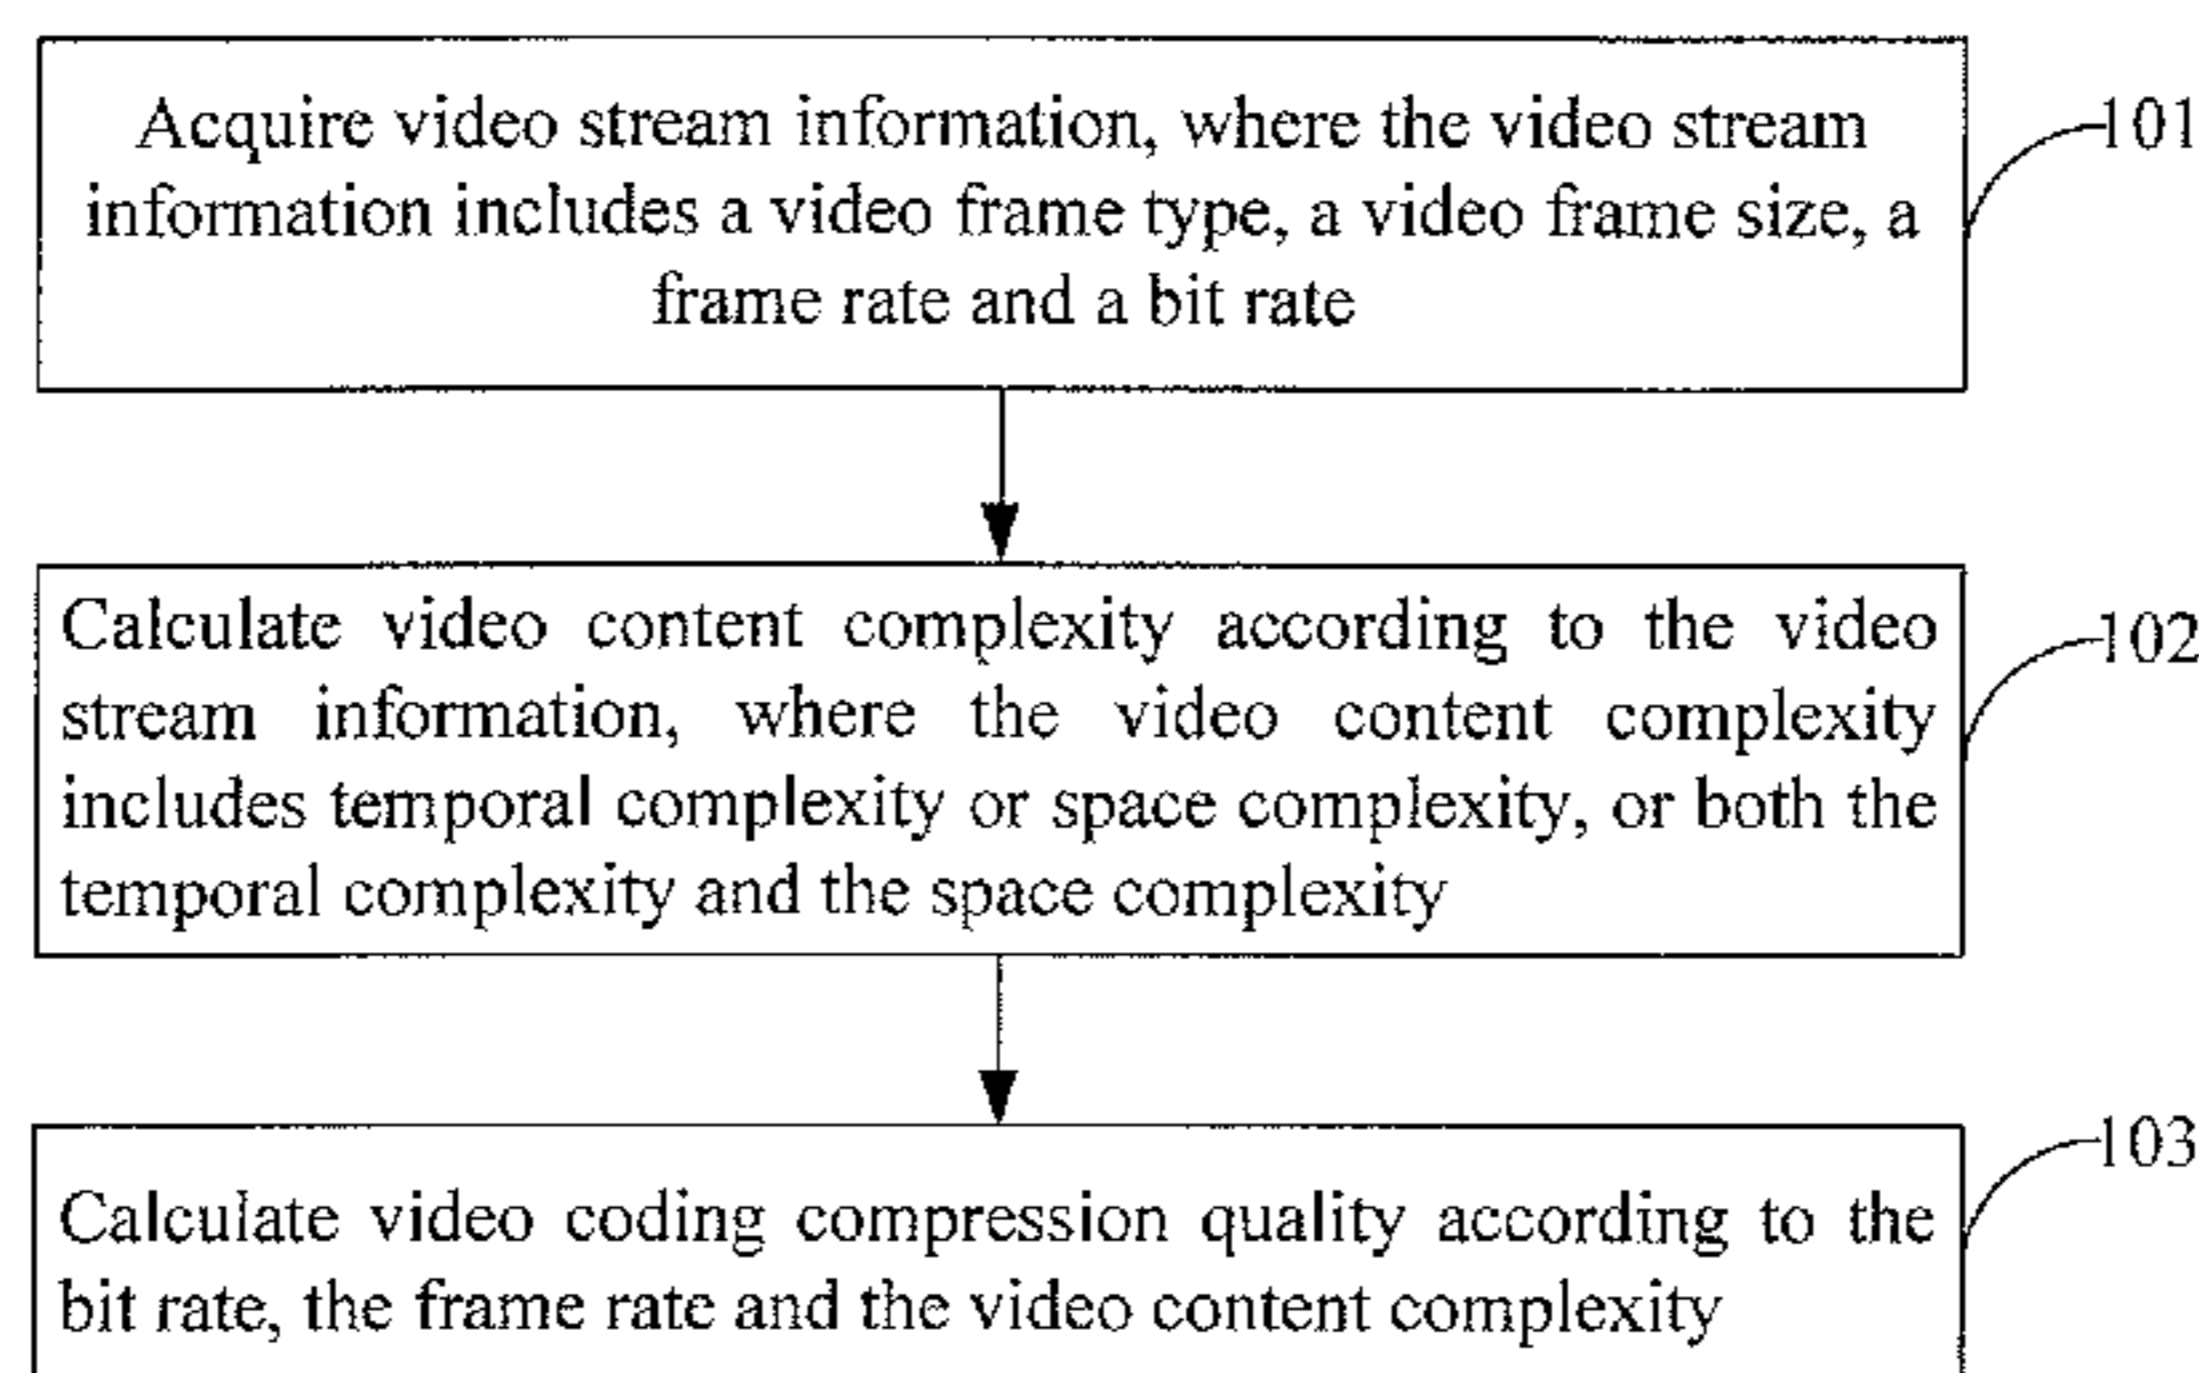 Acquire video stream information, where the video stream
information includes a video frame type, a video frame size, a
frame rate and a bit rate
101
Calculate video content complexity according to the video
stream information, where the video content complexity
includes temporal complexity or space complexity, or both the
temporal complexity and the space complexity
102
Calculate video coding compression quality according to the
bit rate, the frame rate and the video content complexity
103